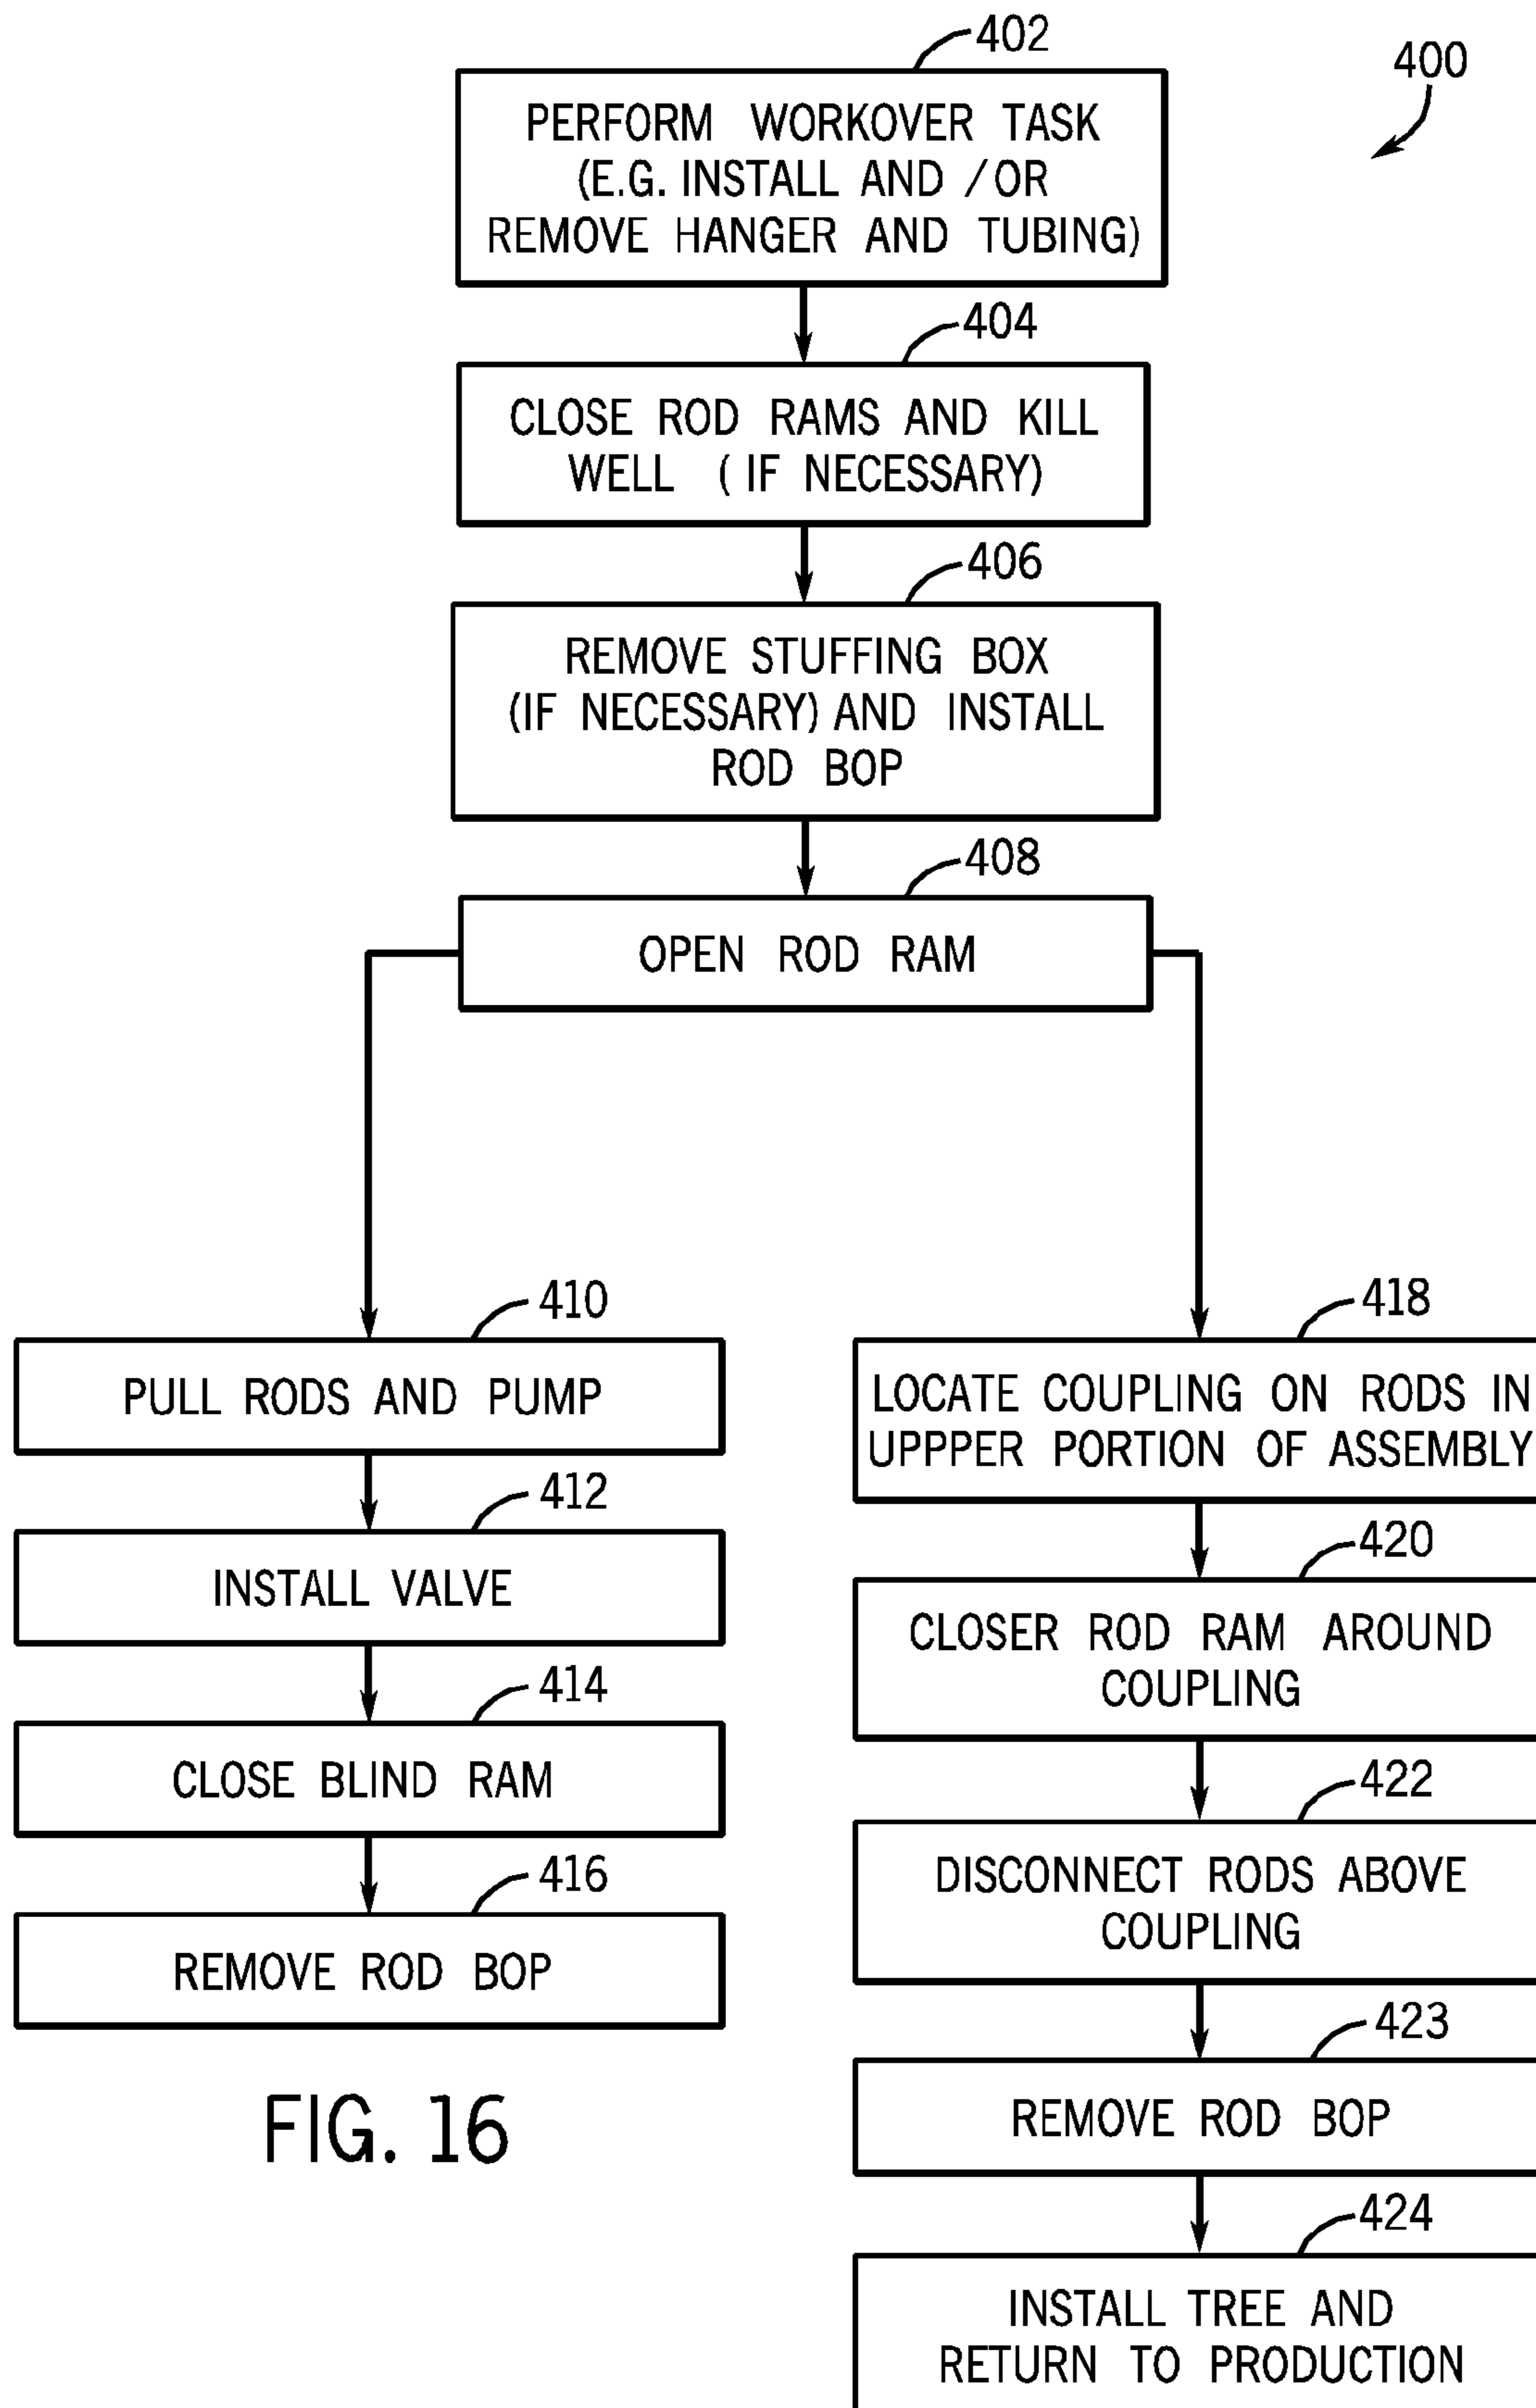 402
400
PERFORM WORKOVER TASK
(E.G. INSTALL AND /OR
REMOVE HANGER AND TUBING)
404
CLOSE ROD RAMS AND KILL
WELL ( IF NECESSARY)
406
REMOVE STUFFING BOX
(IF NECESSARY) AND INSTALL
ROD BOP
408
OPEN ROD RAM
410
PULL RODS AND PUMP
412
INSTALL VALVE
414
CLOSE BLIND RAM
416
REMOVE ROD BOP
418
LOCATE COUPLING ON RODS IN
UPPPER PORTION OF ASSEMBLY
420
CLOSER ROD RAM AROUND
COUPLING
422
DISCONNECT RODS ABOVE
COUPLING
423
REMOVE ROD BOP
424
INSTALL TREE AND
RETURN TO PRODUCTION
FIG. 16